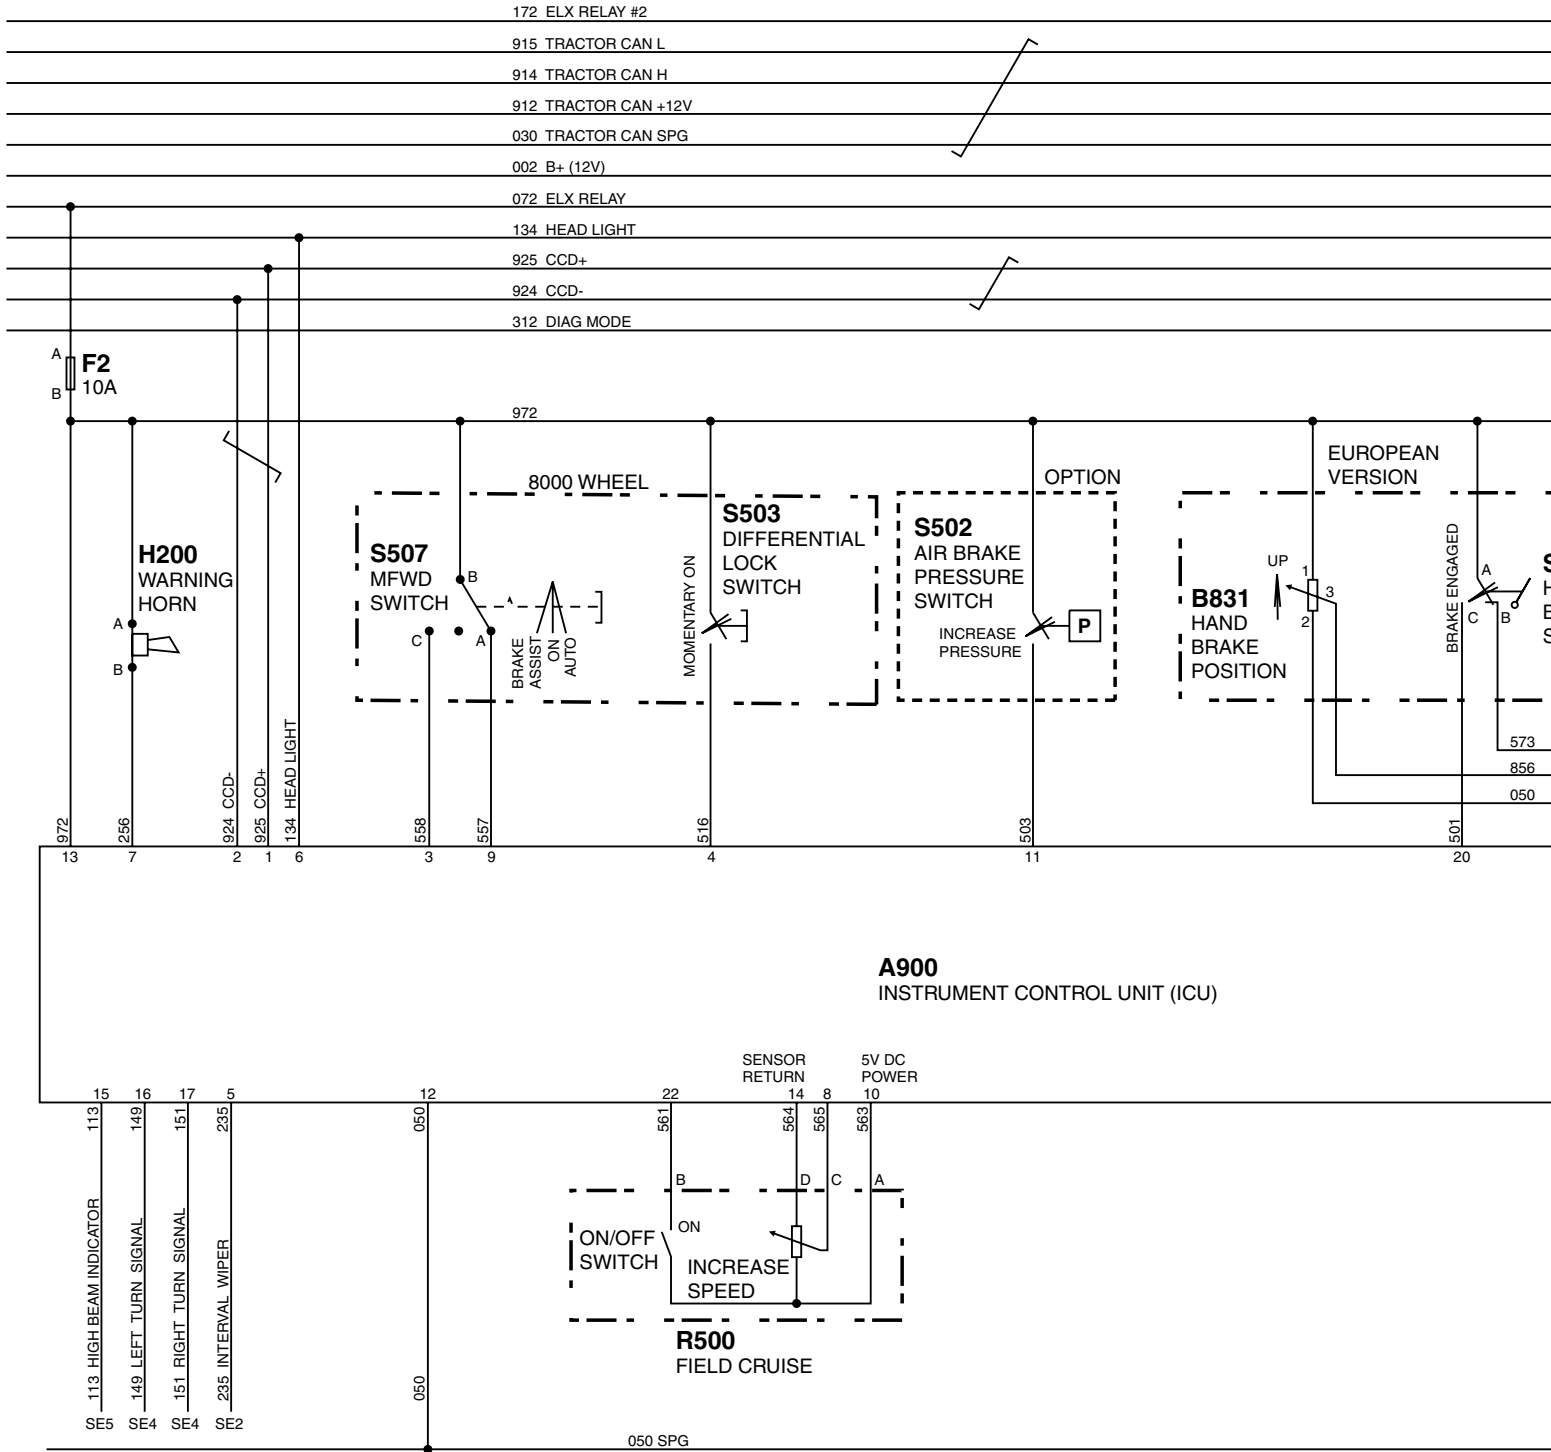 172 ELX RELAY #2
915 TRACTOR CAN L
914 TRACTOR CAN H
912 TRACTOR CAN +12V
030 TRACTOR CAN SPG
002 B+ (12V)
072 ELX RELAY
134 HEAD LIGHT
925 CCD+
924 CCD-
312 DIAG MODE
A
F2
10A
B
972
8000 WHEEL
OPTION
EUROPEAN
VERSION
H200
WARNING
HORN
A
B
S507
MFWD
SWITCH
B
C
A
BRAKE
ASSIST
ON
AUTO
MOMENTARY ON
S503
DIFFERENTIAL
LOCK
SWITCH
S502
AIR BRAKE
PRESSURE
SWITCH
INCREASE
PRESSURE
P
UP
B831
HAND
BRAKE
POSITION
1
3
2
BRAKE ENGAGED
A
C
B
S
H
B
S
573
856
050
972
256
924 CCD-
925 CCD+
134 HEAD LIGHT
558
557
516
503
501
13
7
2
1
6
3
9
4
11
20
A900
INSTRUMENT CONTROL UNIT (ICU)
SENSOR
RETURN
5V DC
POWER
15
16
17
5
12
22
14
8
10
113
149
151
235
050
561
564
565
563
B
D
C
A
ON/OFF
SWITCH
ON
INCREASE
SPEED
R500
FIELD CRUISE
113 HIGH BEAM INDICATOR
149 LEFT TURN SIGNAL
151 RIGHT TURN SIGNAL
235 INTERVAL WIPER
050
SE5
SE4
SE4
SE2
050 SPG